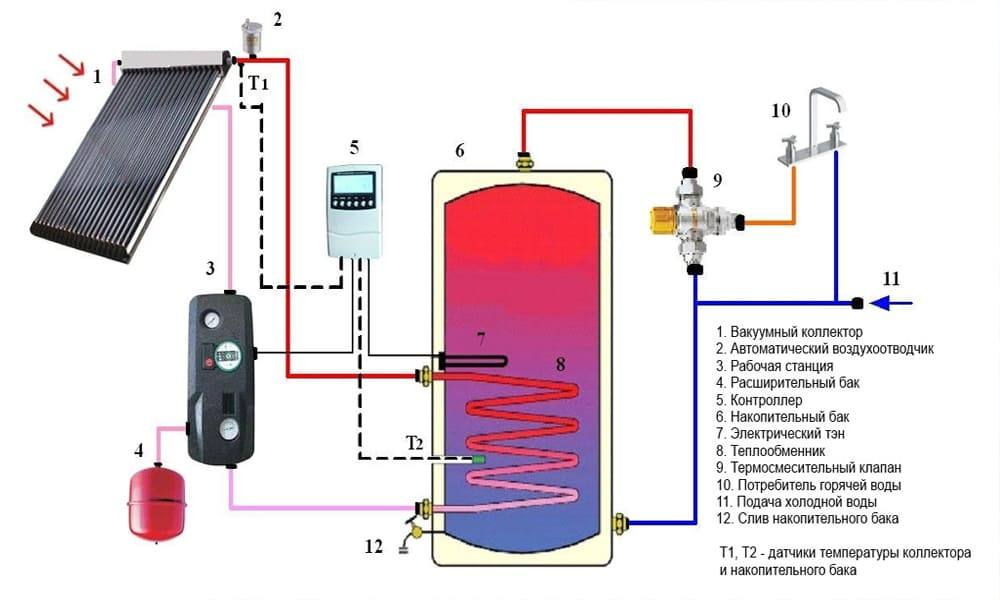 2
1
T1
10
5
6
9
3
11
7
8
4
T2
12
1. Вакуумный коллектор
2. Автоматический воздухоотводчик
3. Рабочая станция
4. Расширительный бак
5. Контроллер
6. Накопительный бак
7. Электрический тэн
8. Теплообменник
9. Термосмесительный клапан
10. Потребитель горячей воды
11. Подача холодной воды
12. Слив накопительного бака
T1, T2 - датчики температуры коллектора
и накопительного бака